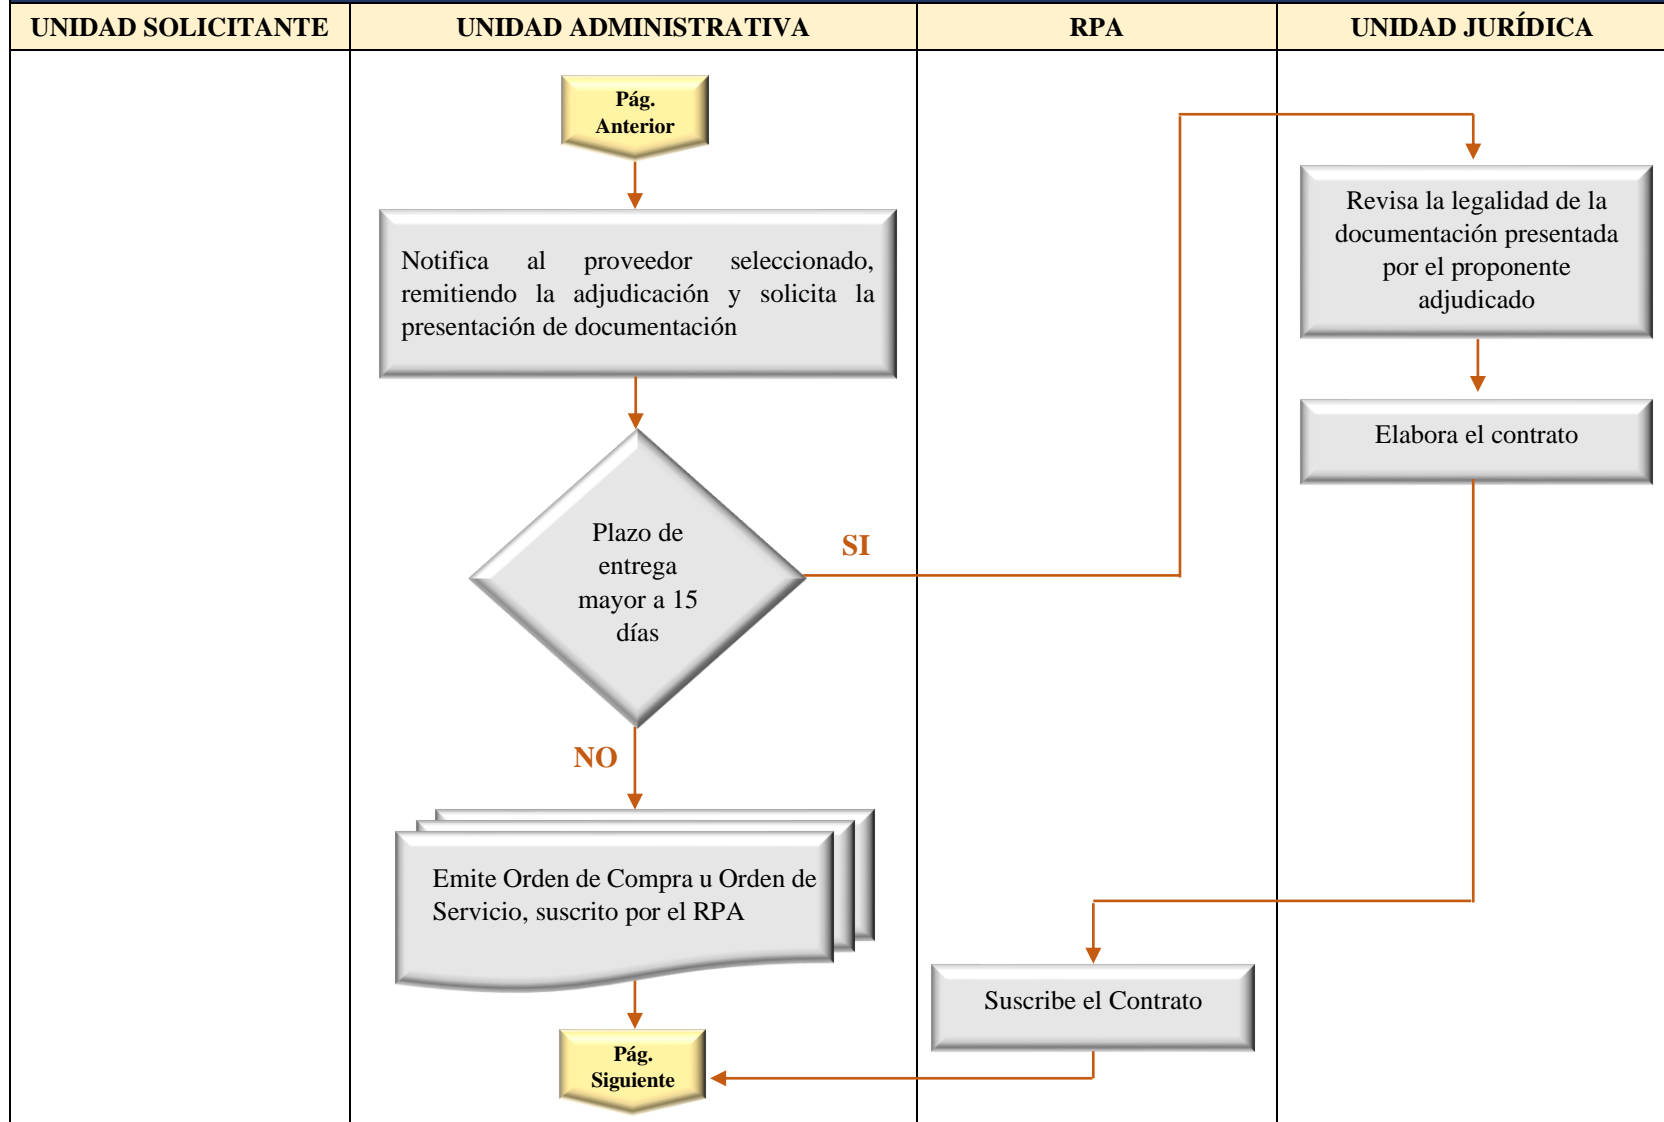 UNIDAD SOLICITANTE
UNIDAD ADMINISTRATIVA
RPA
UNIDAD JURÍDICA
Pág.
Anterior
Notifica al proveedor seleccionado,
remitiendo la adjudicación y solicita la
presentación de documentación
Plazo de
entrega
mayor a 15
días
SI
NO
Emite Orden de Compra u Orden de
Servicio, suscrito por el RPA
Pág.
Siguiente
Suscribe el Contrato
Revisa la legalidad de la
documentación presentada
por el proponente
adjudicado
Elabora el contrato